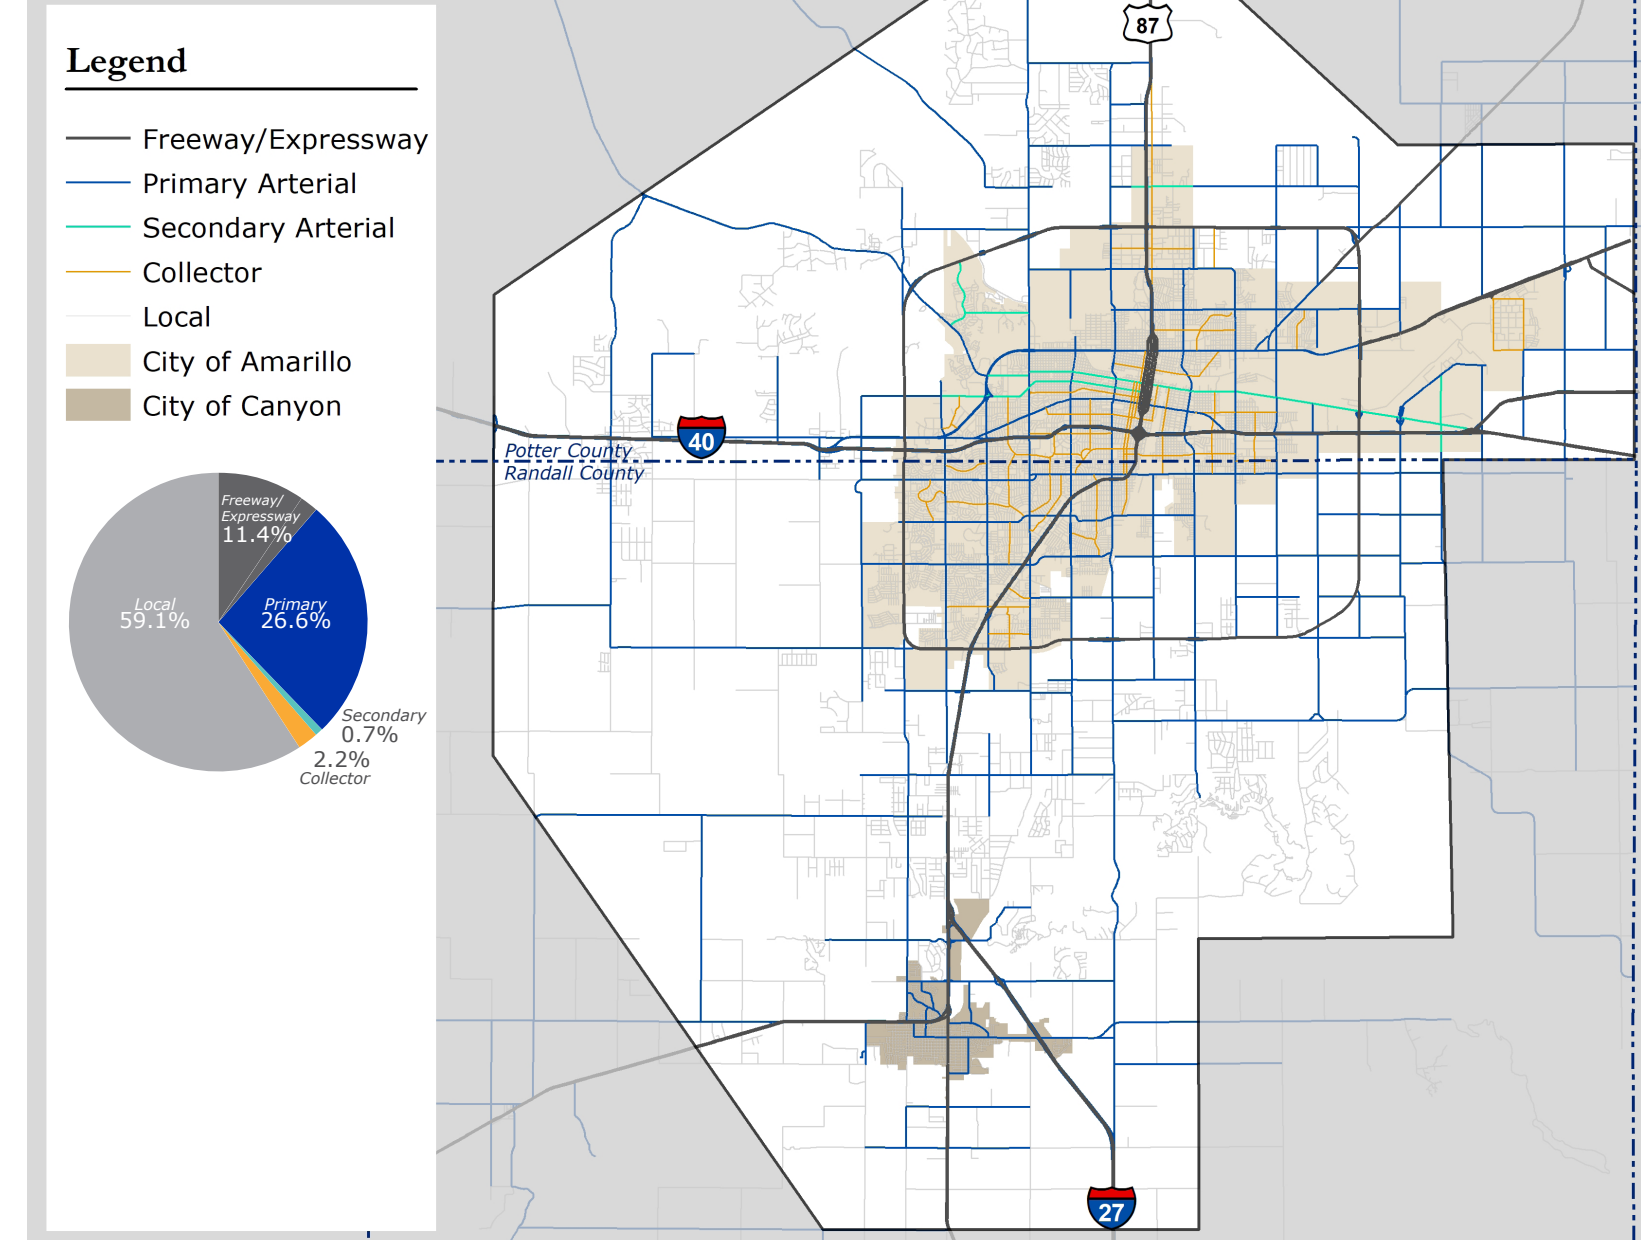 Legend
Freeway/Expressway
Primary Arterial
Secondary Arterial
Collector
Local
City of Amarillo
City of Canyon
Freeway/
Expressway
11.4%
Local
59.1%
Primary
26.6%
Secondary
0.7%
2.2%
Collector
87
40
Potter County
Randall County
27